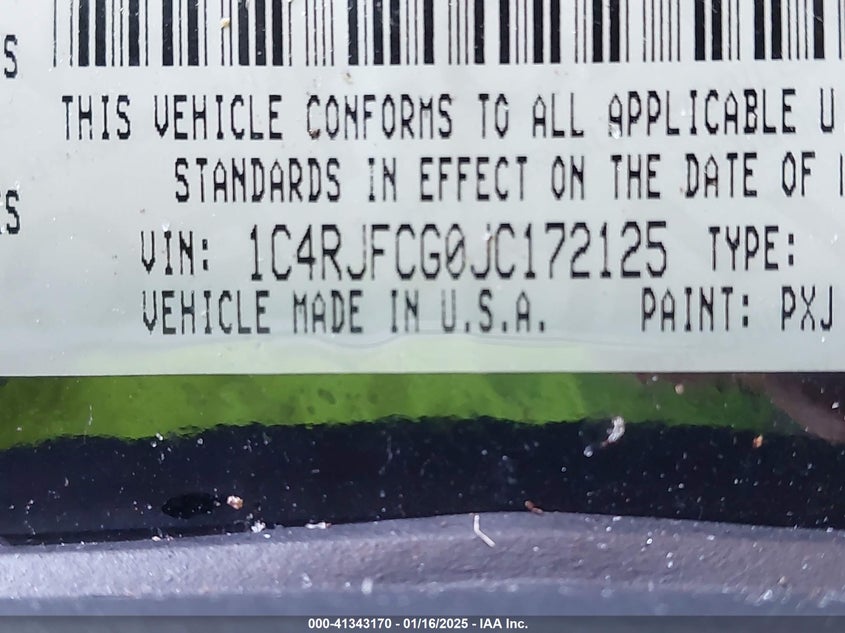 S
THIS VEHICLE CONFORMS TO ALL APPLICABLE U
STANDARDS IN EFFECT ON THE DATE OF
S
VIN: 1C4RJFCG0JC172125 TYPE:
VEHICLE MADE IN U.S.A. PAINT: PXJ
000-41343170 - 01/16/2025 - IAA Inc.